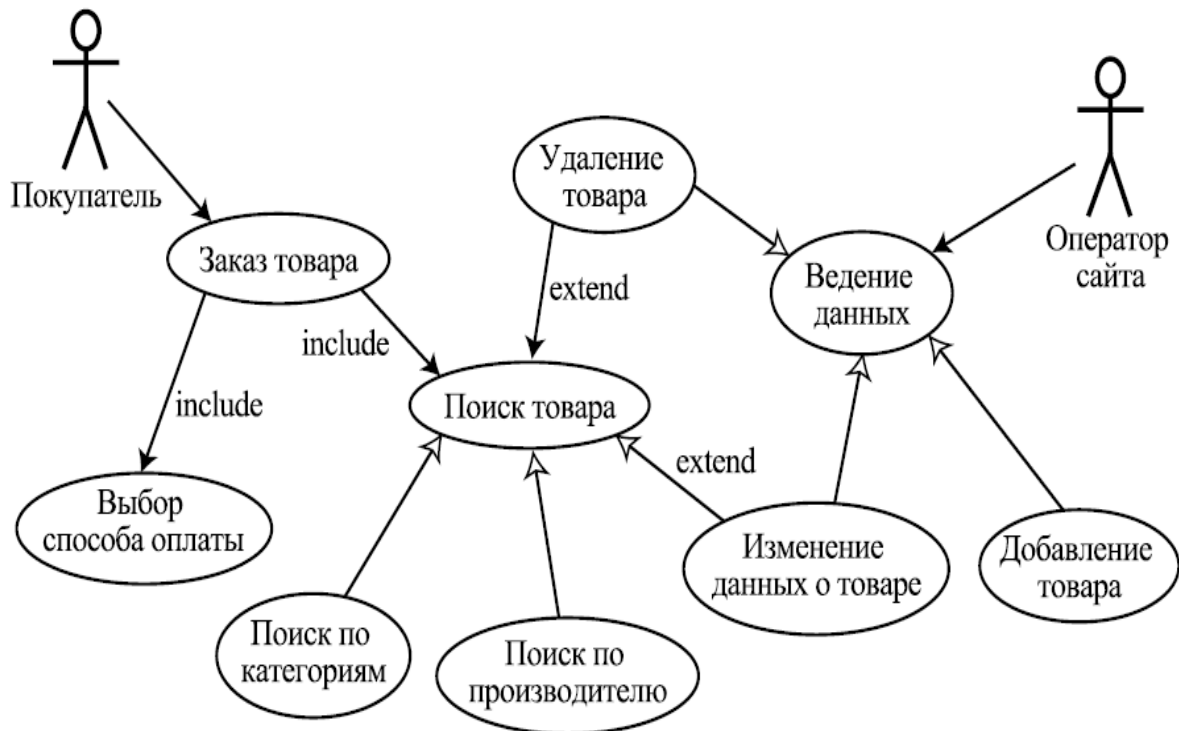 Покупатель
Заказ товара
Удаление
товара
Оператор
сайта
Ведение
данных
extend
include
include
Поиск товара
extend
Выбор
способа оплаты
Изменение
данных о товаре
Добавление
товара
Поиск по
категориям
Поиск по
производителю